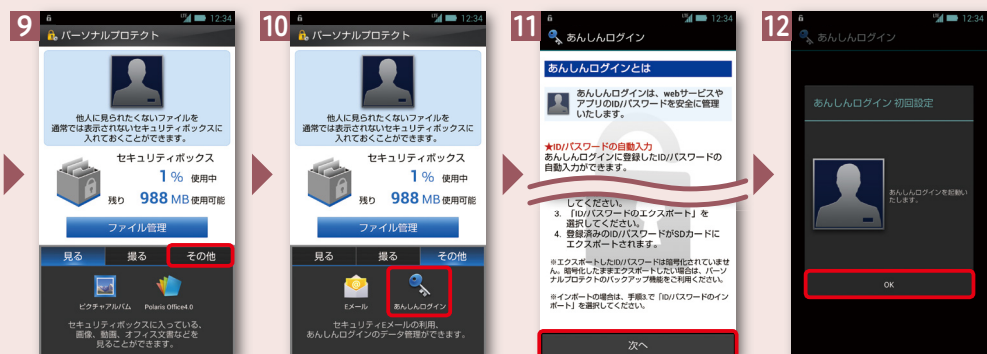 9
12:34
パーソナルプロテクト
他人に見られたくないファイルを
通常では表示されないセキュリティボックスに
入れておくことができます。
セキュリティボックス
1% 使用中
残り 988 MB 使用可能
ファイル管理
見る 撮る その他
ピクチャアルバム Polaris Office4.0
セキュリティボックスに入っている、
画像、動画、オフィス文書などを
見ることができます。
10
12:34
パーソナルプロテクト
他人に見られたくないファイルを
通常では表示されないセキュリティボックスに
入れておくことができます。
セキュリティボックス
1% 使用中
残り 988 MB 使用可能
ファイル管理
見る 撮る その他
Eメール あんしんログイン
セキュリティEメールの利用、
あんしんログインのデータ管理ができます。
11
12:34
あんしんログイン
あんしんログインとは
あんしんログインは、webサービスや
アプリのID/パスワードを安全に管理
いたします。
★ID/パスワードの自動入力
あんしんログインに登録したID/パスワードの
自動入力ができます。
してください。
3. 「ID/パスワードのエクスポート」を
選択してください。
4. 登録済みのID/パスワードがSDカードに
エクスポートされます。
※エクスポートしたID/パスワードは暗号化されていませ
ん。暗号化したままエクスポートしたい場合は、パーソ
ナルプロテクトのバックアップ機能をご利用ください。
※インポートの場合は、手順3.で「ID/パスワードのイン
ポート」を選択してください。
次へ
12
12:34
あんしんログイン
あんしんログイン 初回設定
あんしんログインを起動い
たします。
OK